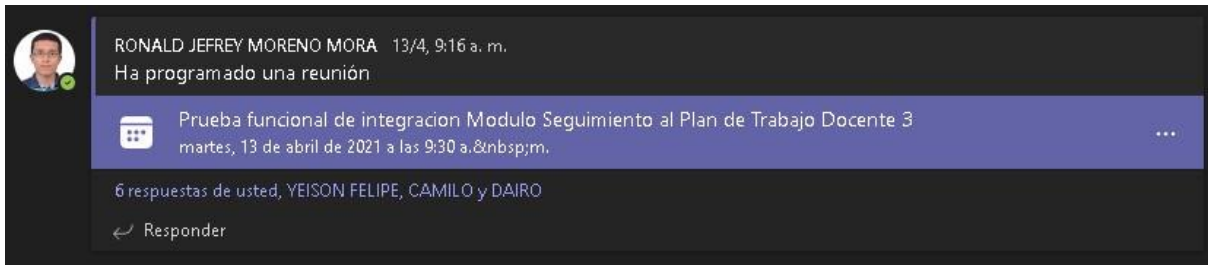 RONALD JEFREY MORENO MORA 13/4, 9:16 a. m.
Ha programado una reunión
Prueba funcional de integracion Modulo Seguimiento al Plan de Trabajo Docente 3
martes, 13 de abril de 2021 a las 9:30 a.&nbsp;m.
6 respuestas de usted, YEISON FELIPE, CAMILO y DAIRO
Responder